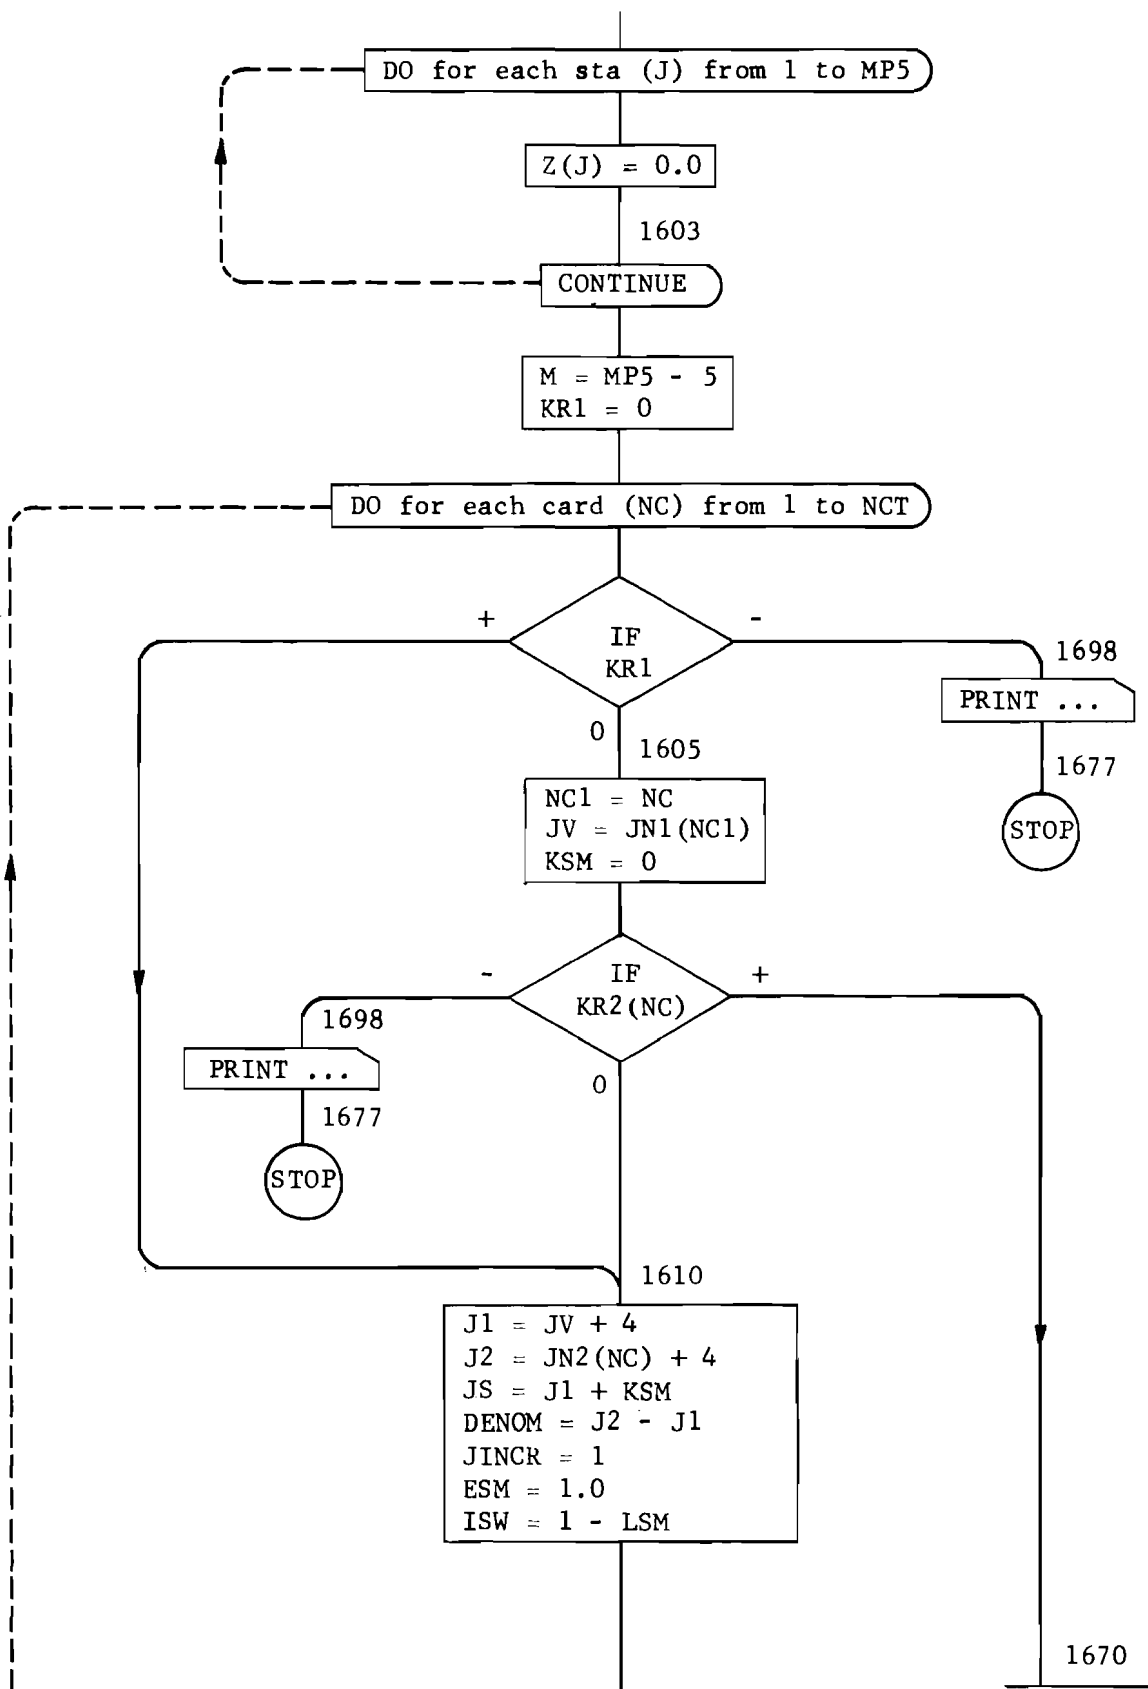 DO for each sta (J) from 1 to MP5
Z(J) = 0.0
1603
CONTINUE
M = MP5 - 5
KR1 = 0
DO for each card (NC) from 1 to NCT
+
-
IF
KR1
0
1698
PRINT ...
1677
STOP
1605
NC1 = NC
JV = JN1(NC1)
KSM = 0
-
+
IF
KR2(NC)
0
1698
PRINT ...
1677
STOP
1610
J1 = JV + 4
J2 = JN2(NC) + 4
JS = J1 + KSM
DENOM = J2 - J1
JINCR = 1
ESM = 1.0
ISW = 1 - LSM
1670